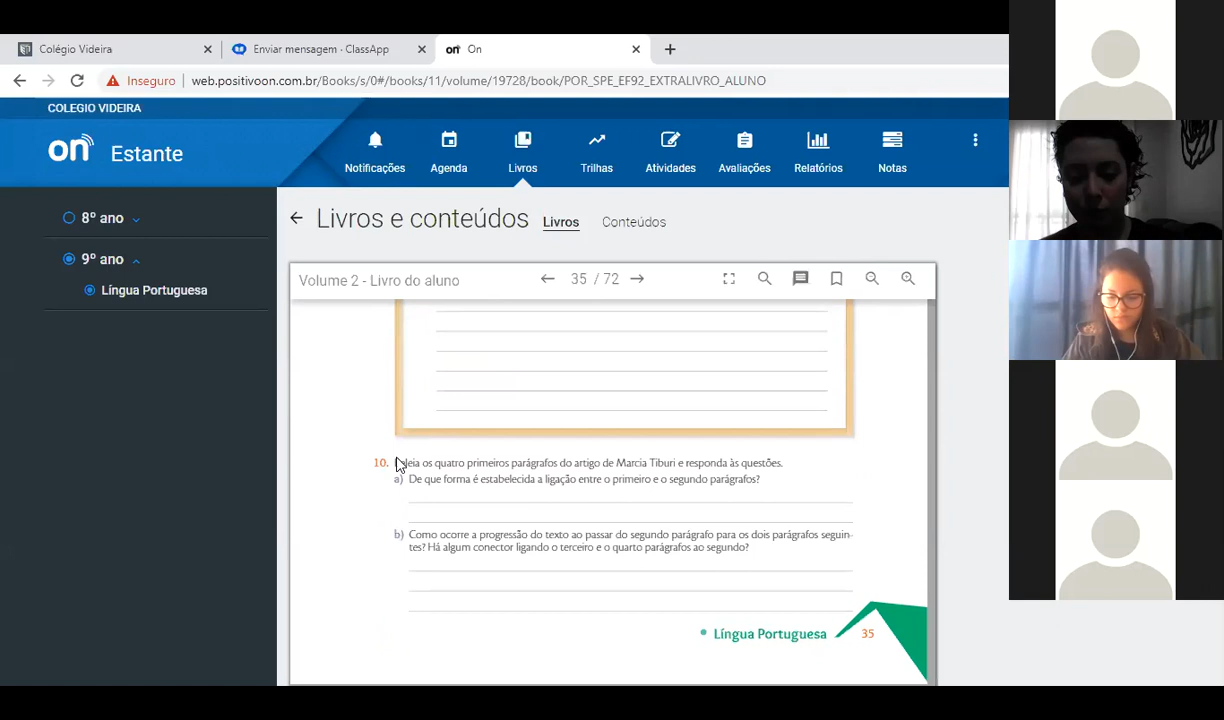 Colégio Videira
Enviar mensagem · ClassApp
On
Inseguro | web.positivoon.com.br/Books/s/0#/books/11/volume/19728/book/POR_SPE_EF92_EXTRALIVRO_ALUNO
COLEGIO VIDEIRA
on Estante
Notificações Agenda Livros Trilhas Atividades Avaliações Relatórios Notas
8º ano
9º ano
Língua Portuguesa
Livros e conteúdos Livros Conteúdos
Volume 2 - Livro do aluno 35 / 72
10. Releia os quatro primeiros parágrafos do artigo de Marcia Tiburi e responda às questões.
a) De que forma é estabelecida a ligação entre o primeiro e o segundo parágrafos?
b) Como ocorre a progressão do texto ao passar do segundo parágrafo para os dois parágrafos seguin-
tes? Há algum conector ligando o terceiro e o quarto parágrafos ao segundo?
Língua Portuguesa 35